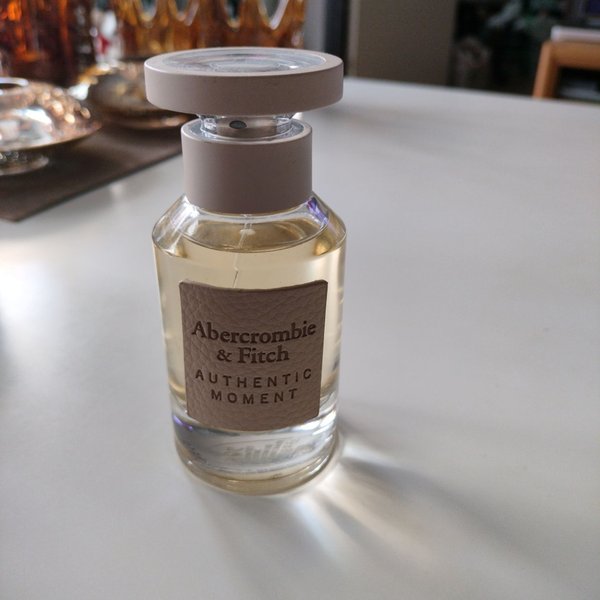 Abercrombie
& Fitch
AUTHENTIC
MOMENT